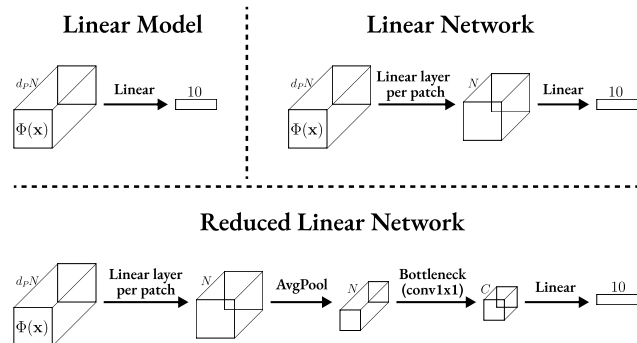 Linear Model
d_P N
Φ(x)
Linear
10
Linear Network
d_P N
Φ(x)
Linear layer
per patch
N
Linear
10
Reduced Linear Network
d_P N
Φ(x)
Linear layer
per patch
N
AvgPool
N
Bottleneck
(conv1x1)
C
Linear
10